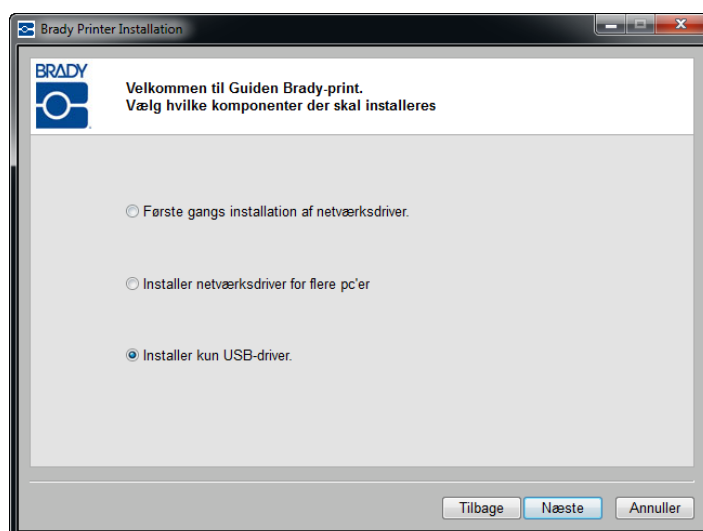 Brady Printer Installation
BRADY
Velkommen til Guiden Brady-print.
Vælg hvilke komponenter der skal installeres
Første gangs installation af netværksdriver.
Installer netværksdriver for flere pc'er
Installer kun USB-driver.
Tilbage
Næste
Annuller